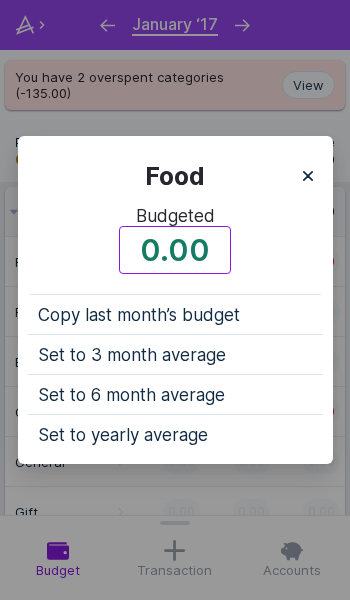 January ‘17
You have 2 overspent categories
(-135.00)
View
Food
Budgeted
0.00
Copy last month’s budget
Set to 3 month average
Set to 6 month average
Set to yearly average
General
Gift
0.00 0.00 0.00
Budget
Transaction
Accounts